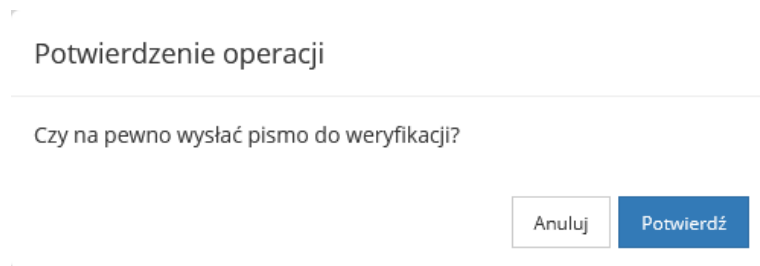 Potwierdzenie operacji
Czy na pewno wysłać pismo do weryfikacji?
Anuluj
Potwierdź